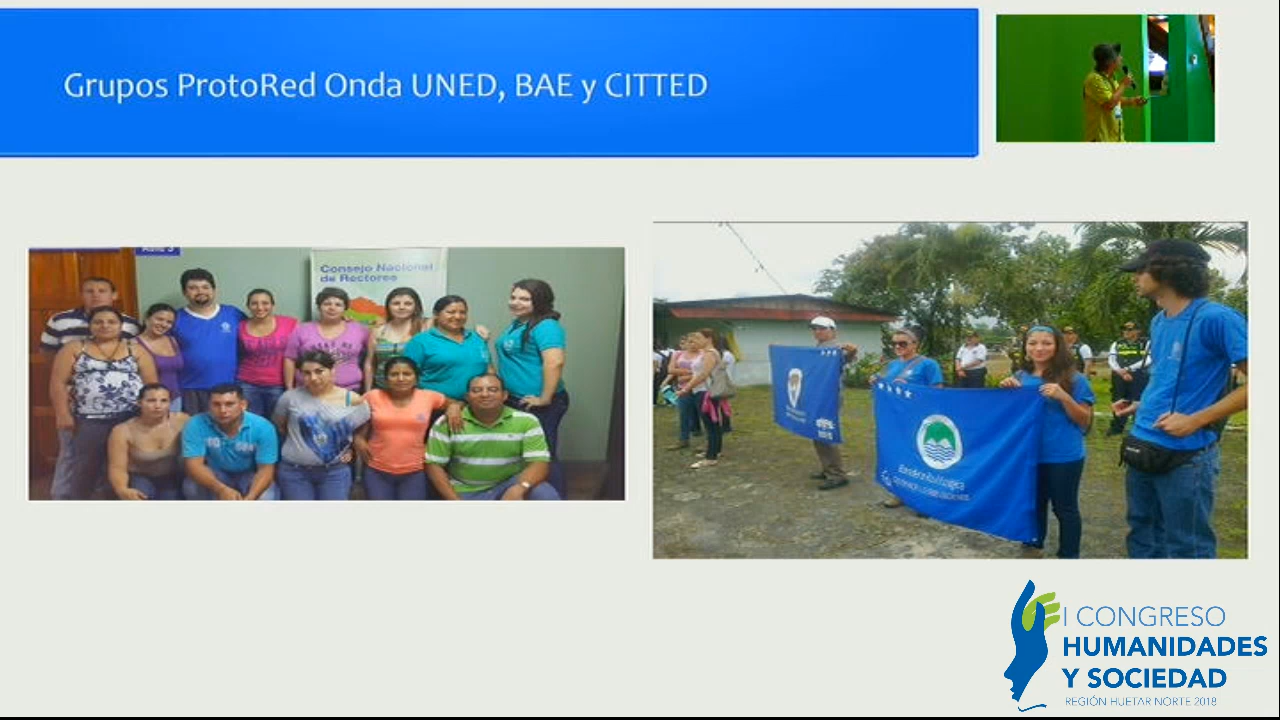 Grupos ProtoRed Onda UNED, BAE y CITTED
Consejo Nacional
de Rectores
I CONGRESO
HUMANIDADES
Y SOCIEDAD
REGIÓN HUETAR NORTE 2018